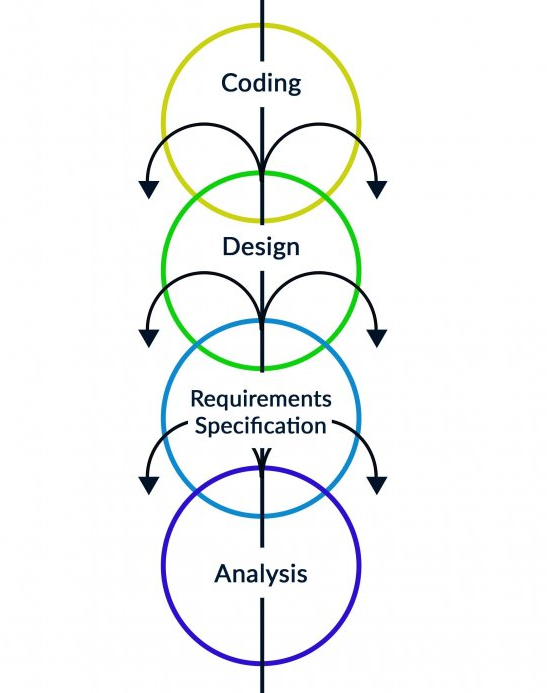 Coding
Design
Requirements
Specification
Analysis